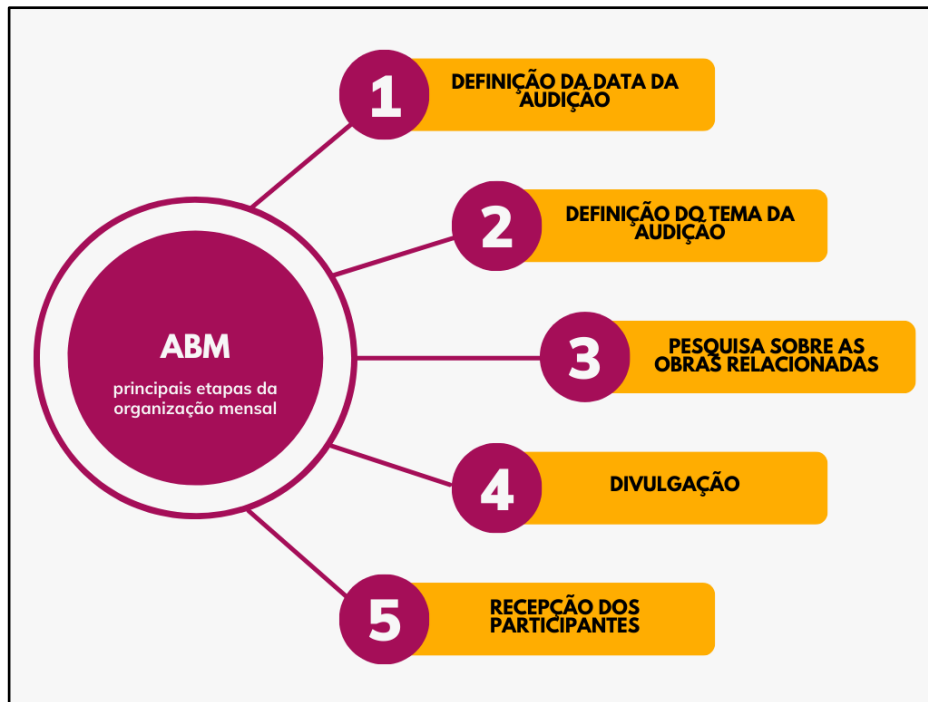 ABM
principais etapas da
organização mensal
1
DEFINIÇÃO DA DATA DA
AUDIÇÃO
2
DEFINIÇÃO DO TEMA DA
AUDIÇÃO
3
PESQUISA SOBRE AS
OBRAS RELACIONADAS
4
DIVULGAÇÃO
5
RECEPÇÃO DOS
PARTICIPANTES